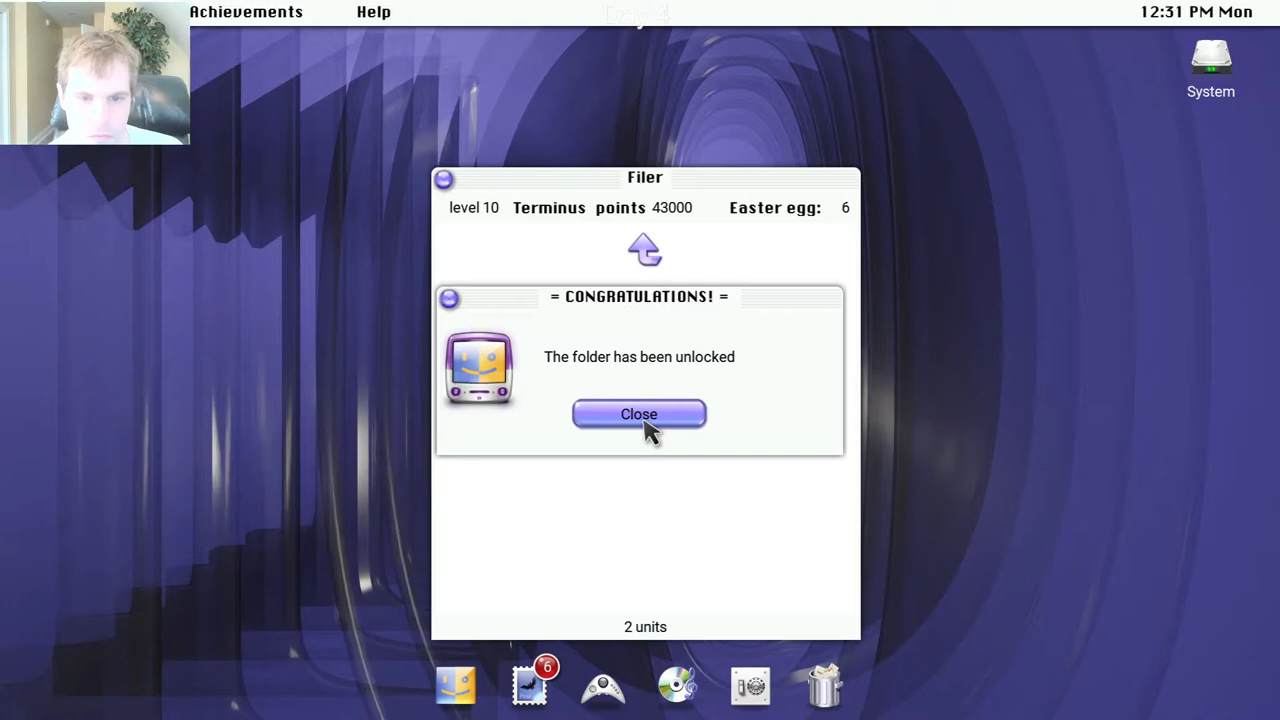 Achievements Help 12:31 PM Mon
System
Filer
level 10 Terminus points 43000 Easter egg: 6
= CONGRATULATIONS! =
The folder has been unlocked
Close
2 units
6